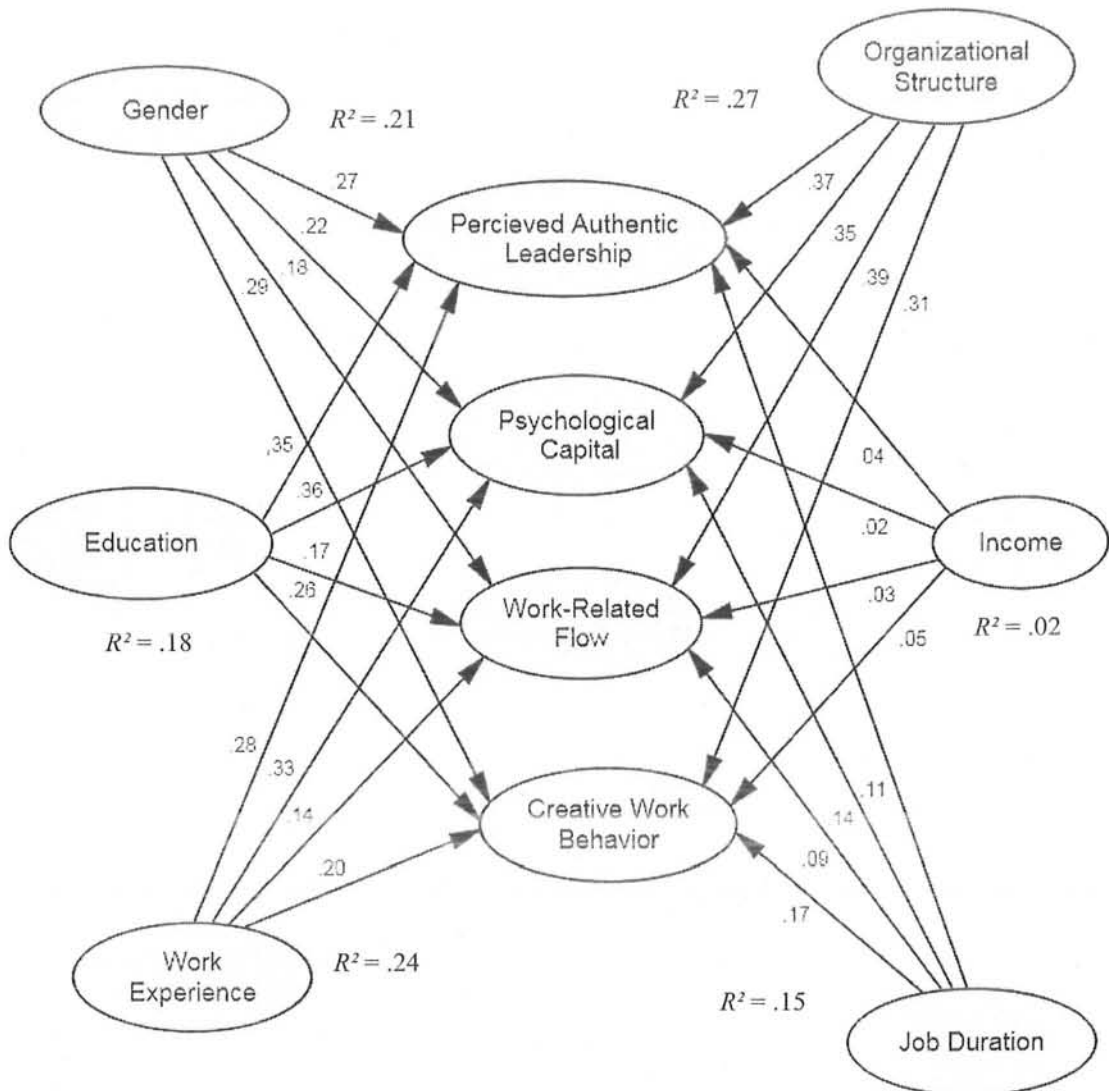 Organizational
Structure
Gender
R² = .21
R² = .27
.27
.37
Percieved Authentic
Leadership
.22
.35
.18
.39
.29
.31
Psychological
Capital
,35
.04
.36
.02
Education
Income
.17
.26
.03
Work-Related
Flow
R² = .18
R² = .02
.05
.28
.33
.11
.14
.14
Creative Work
Behavior
.20
.09
.17
Work
Experience
R² = .24
R² = .15
Job Duration